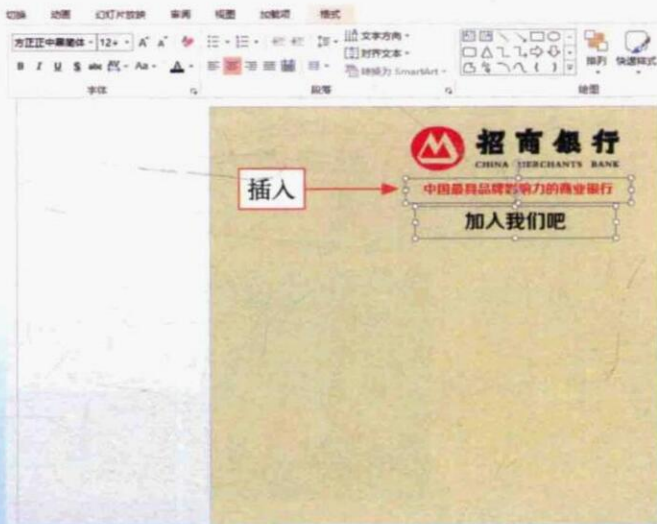 切换 动画 幻灯片放映 审阅 视图 加载项 格式
方正正中黑简体 12+ A A 文字方向
B I U S abc AV Aa A 对齐文本
转换为 SmartArt
排列 快速样式
字体 段落 绘图
招商银行
CHINA MERCHANTS BANK
插入
中国最具品牌影响力的商业银行
加入我们吧